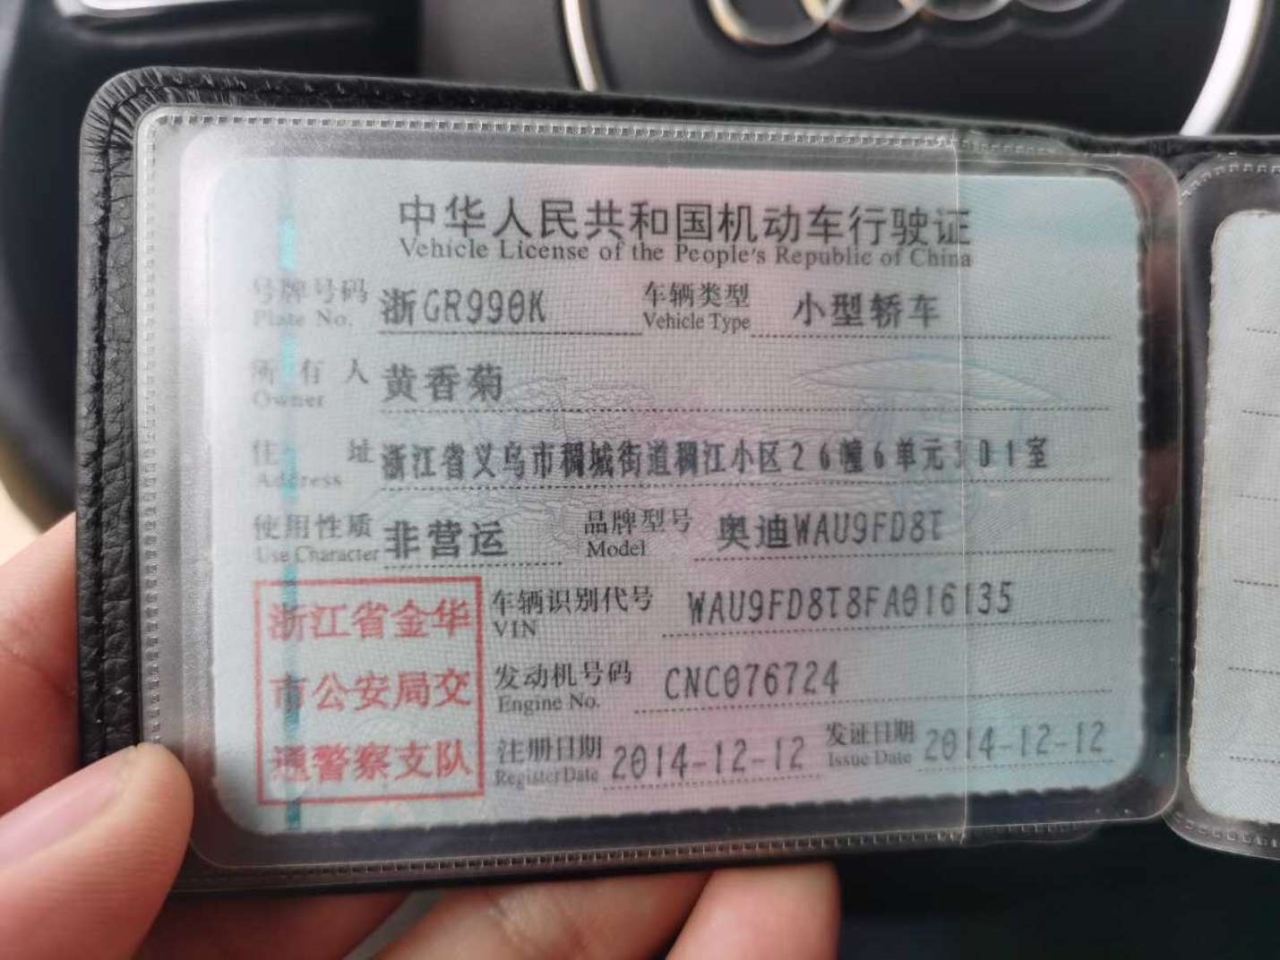 中华人民共和国机动车行驶证
Vehicle License of the People's Republic of China
号牌号码 浙GR990K 车辆类型 小型轿车
Plate No. Vehicle Type
所有人 黄香菊
Owner
住址 浙江省义乌市稠城街道稠江小区26幢6单元301室
Address
使用性质 非营运 品牌型号 奥迪WAU9FD8T
Use Character Model
浙江省金华
市公安局交
通警察支队
车辆识别代号 WAU9FD8T8FA016135
VIN
发动机号码 CNC076724
Engine No.
注册日期 2014-12-12 发证日期 2014-12-12
Register Date Issue Date